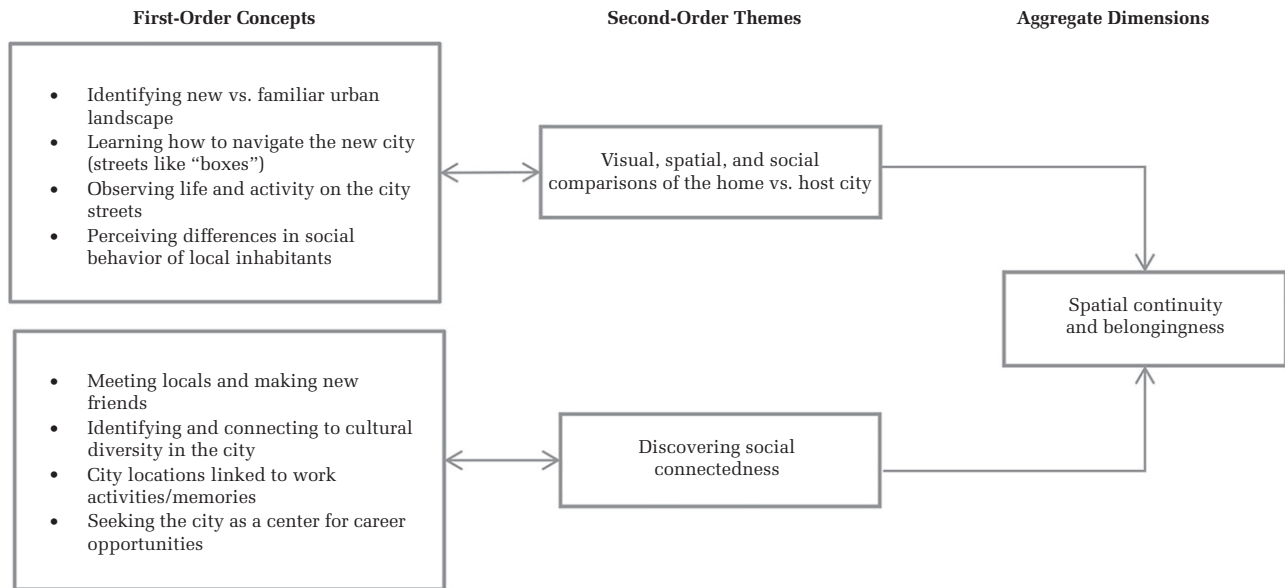 First-Order Concepts
Second-Order Themes
Aggregate Dimensions
• Identifying new vs. familiar urban
landscape
• Learning how to navigate the new city
(streets like “boxes”)
• Observing life and activity on the city
streets
• Perceiving differences in social
behavior of local inhabitants
Visual, spatial, and social
comparisons of the home vs. host city
Spatial continuity
and belongingness
• Meeting locals and making new
friends
• Identifying and connecting to cultural
diversity in the city
• City locations linked to work
activities/memories
• Seeking the city as a center for career
opportunities
Discovering social
connectedness